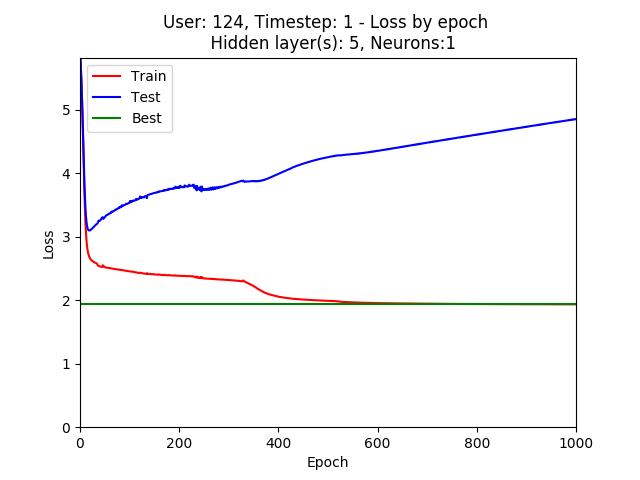 User: 124, Timestep: 1 - Loss by epoch
Hidden layer(s): 5, Neurons:1
Train
Test
Best
Loss
5
4
3
2
1
0
0 200 400 600 800 1000
Epoch